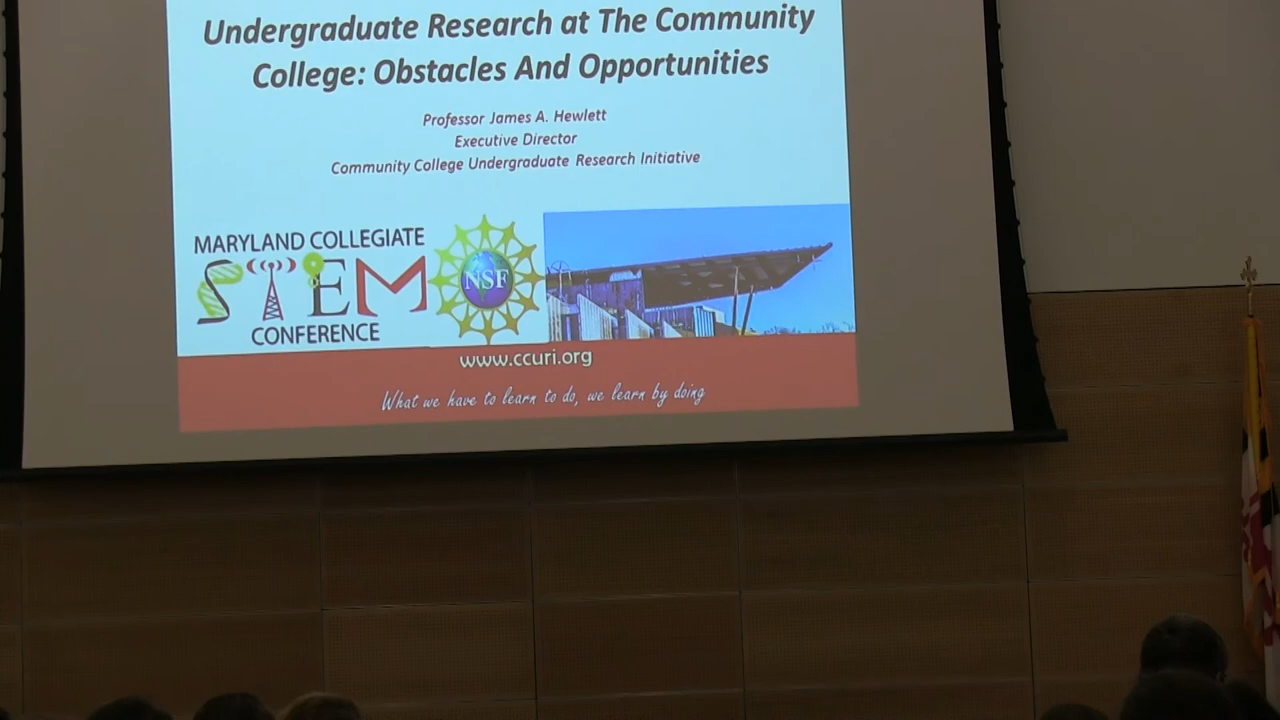 Undergraduate Research at The Community
College: Obstacles And Opportunities
Professor James A. Hewlett
Executive Director
Community College Undergraduate Research Initiative
MARYLAND COLLEGIATE
STEM
CONFERENCE
NSF
www.ccuri.org
What we have to learn to do, we learn by doing